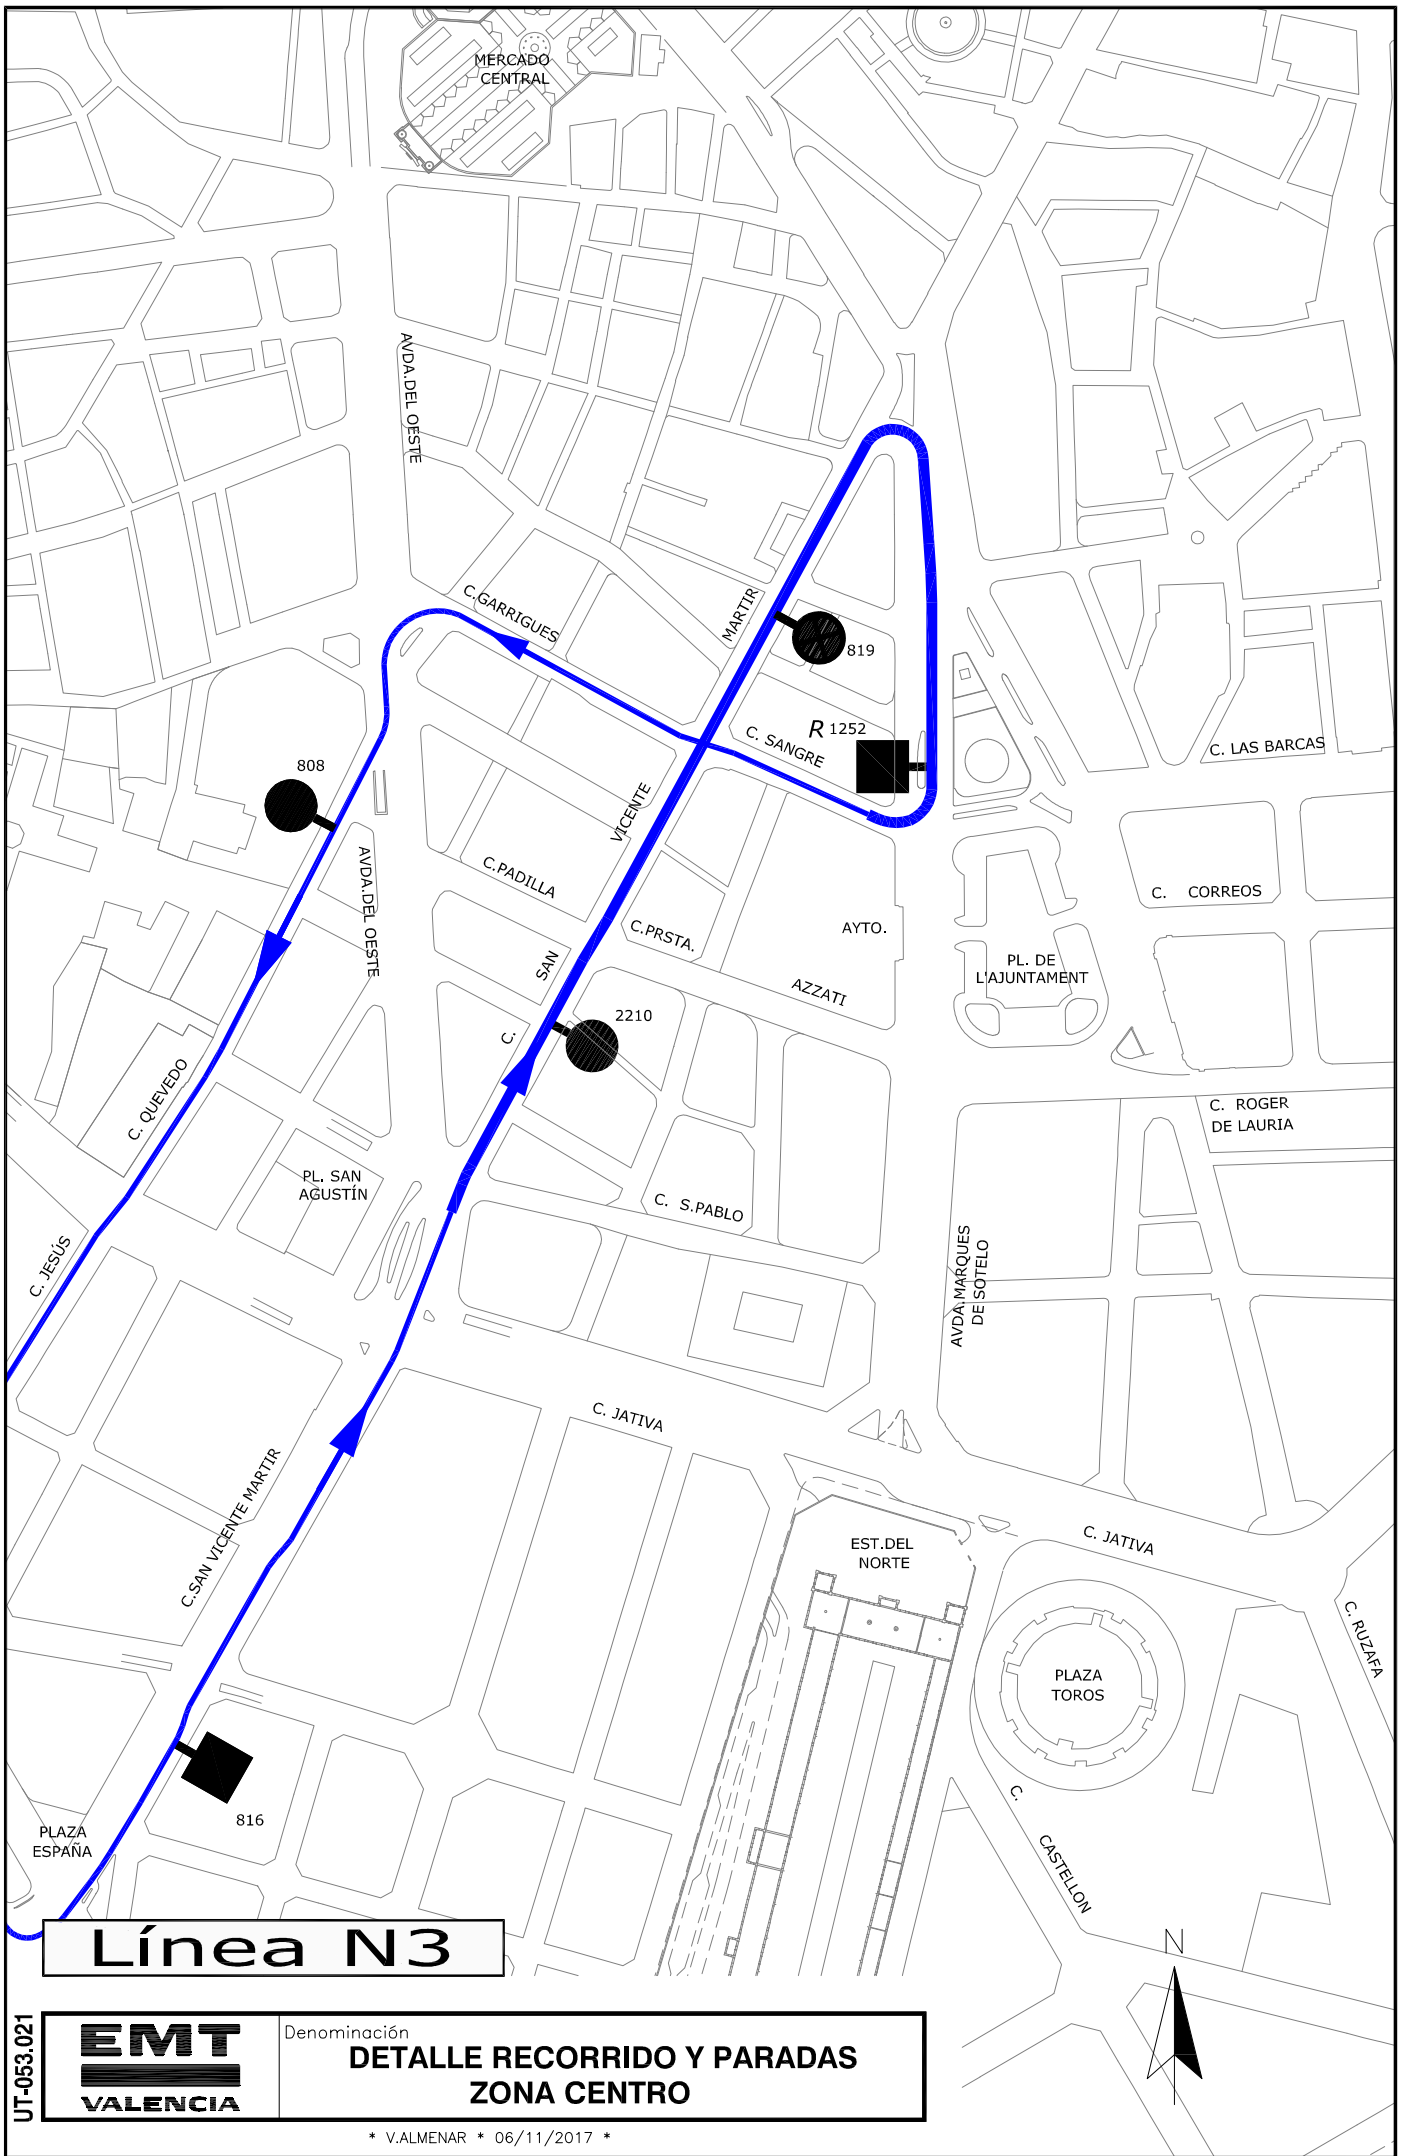 MERCADO
CENTRAL
AVDA.DEL OESTE
C.GARRIGUES
MARTIR
819
R 1252
C. SANGRE
C. LAS BARCAS
808
VICENTE
AVDA.DEL OESTE
C.PADILLA
C. CORREOS
C.PRSTA.
AYTO.
SAN
PL. DE
L'AJUNTAMENT
AZZATI
2210
C.
C. QUEVEDO
C. ROGER
DE LAURIA
PL. SAN
AGUSTÍN
C. S.PABLO
C. JESÚS
AVDA.MARQUES
DE SOTELO
C. JATIVA
C.SAN VICENTE MARTIR
EST.DEL
NORTE
C. JATIVA
C. RUZAFA
PLAZA
TOROS
816
PLAZA
ESPAÑA
C.
CASTELLON
Línea N3
N
UT-053.021
EMT
VALENCIA
Denominación
DETALLE RECORRIDO Y PARADAS
ZONA CENTRO
* V.ALMENAR * 06/11/2017 *